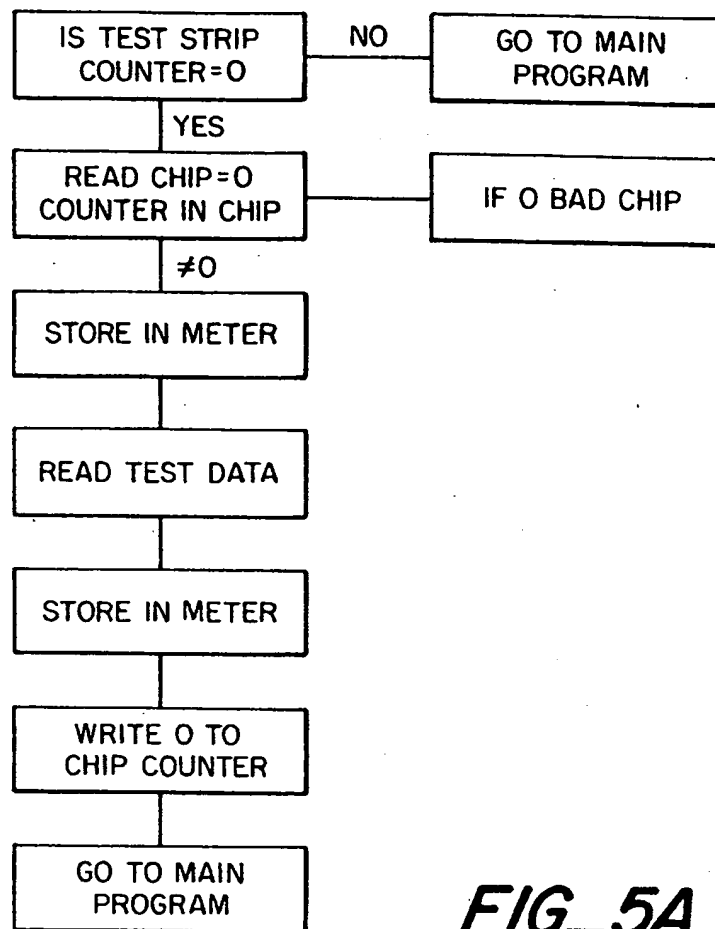 IS TEST STRIP
COUNTER=0
NO
GO TO MAIN
PROGRAM
YES
READ CHIP=0
COUNTER IN CHIP
IF 0 BAD CHIP
≠0
STORE IN METER
READ TEST DATA
STORE IN METER
WRITE 0 TO
CHIP COUNTER
GO TO MAIN
PROGRAM
FIG_5A